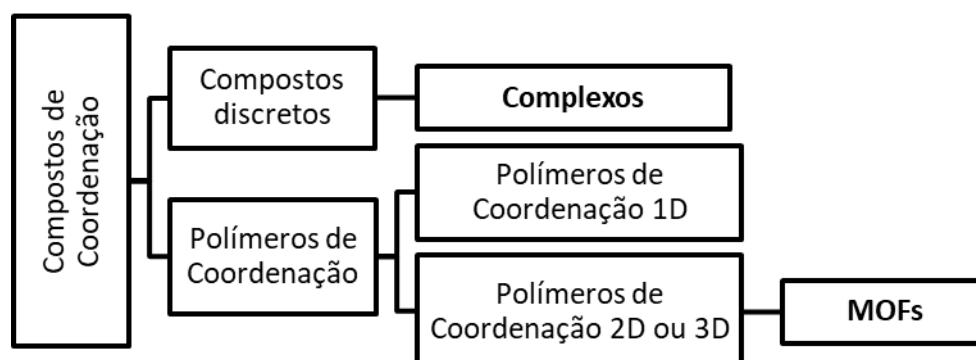 Compostos de
Coordenação
Compostos
discretos
Complexos
Polímeros de
Coordenação
Polímeros de
Coordenação 1D
Polímeros de
Coordenação 2D ou 3D
MOFs